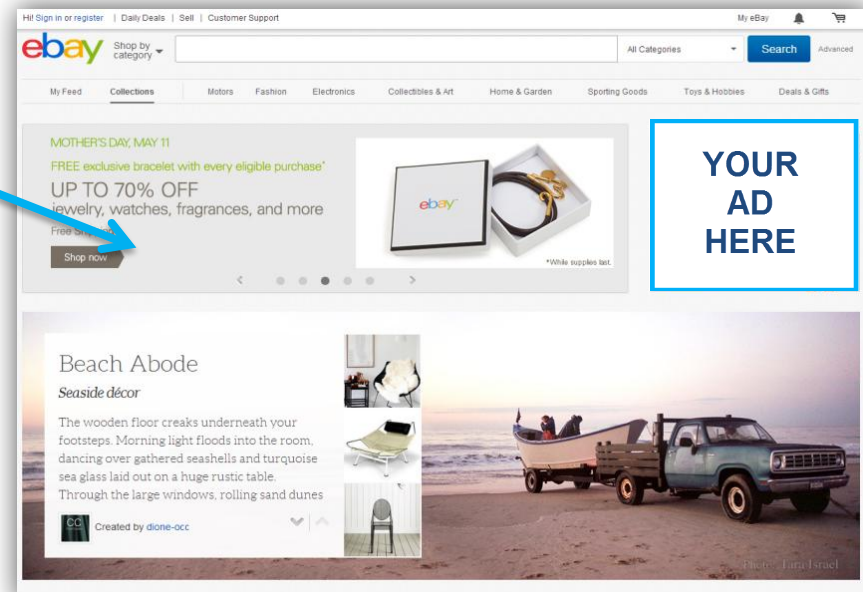 Hi! Sign in or register | Daily Deals | Sell | Customer Support
My eBay
ebay
Shop by
category
All Categories
Search
Advanced
My Feed
Collections
Motors
Fashion
Electronics
Collectibles & Art
Home & Garden
Sporting Goods
Toys & Hobbies
Deals & Gifts
MOTHER'S DAY, MAY 11
FREE exclusive bracelet with every eligible purchase*
UP TO 70% OFF
jewelry, watches, fragrances, and more
Free
Shop now
ebay
*While supplies last.
YOUR
AD
HERE
Beach Abode
Seaside décor
The wooden floor creaks underneath your
footsteps. Morning light floods into the room,
dancing over gathered seashells and turquoise
sea glass laid out on a huge rustic table.
Through the large windows, rolling sand dunes
CC
Created by dione-occ
Photo: Tara Israel